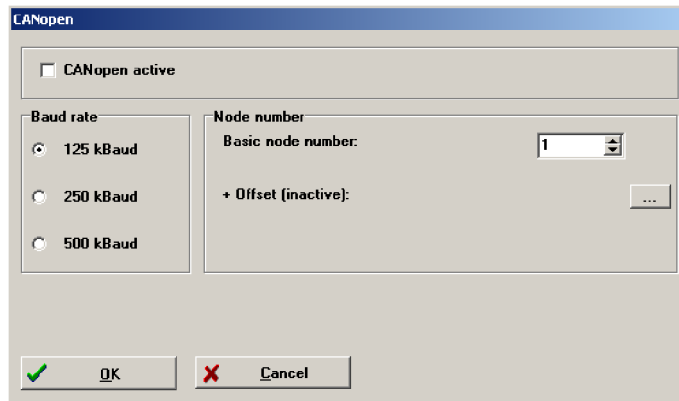 CANopen
CANopen active
Baud rate
125 kBaud
250 kBaud
500 kBaud
Node number
Basic node number:
1
+ Offset (inactive):
...
OK
Cancel